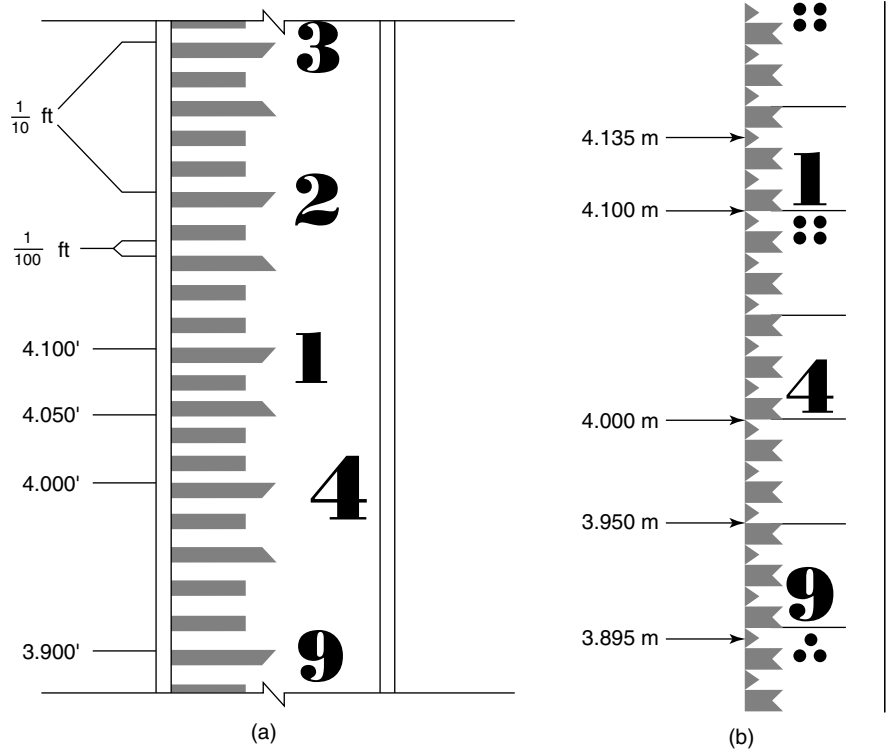 3
1/10 ft
2
1/100 ft
4.100'
1
4.050'
4.000'
4
3.900'
9
(a)
4.135 m
1
4.100 m
4
4.000 m
3.950 m
9
3.895 m
(b)